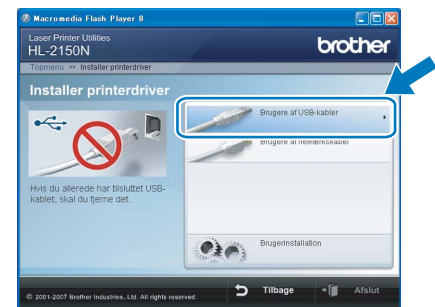 Macromedia Flash Player 8
Laser Printer Utilities
HL-2150N
brother
Topmenu >> Installer printerdriver
Installer printerdriver
Brugere af USB-kabler
Brugere af netværkskabel
Hvis du allerede har tilsluttet USB-
kablet, skal du fjerne det.
Brugerinstallation
© 2001-2007 Brother Industries, Ltd. All rights reserved.
Tilbage
Afslut